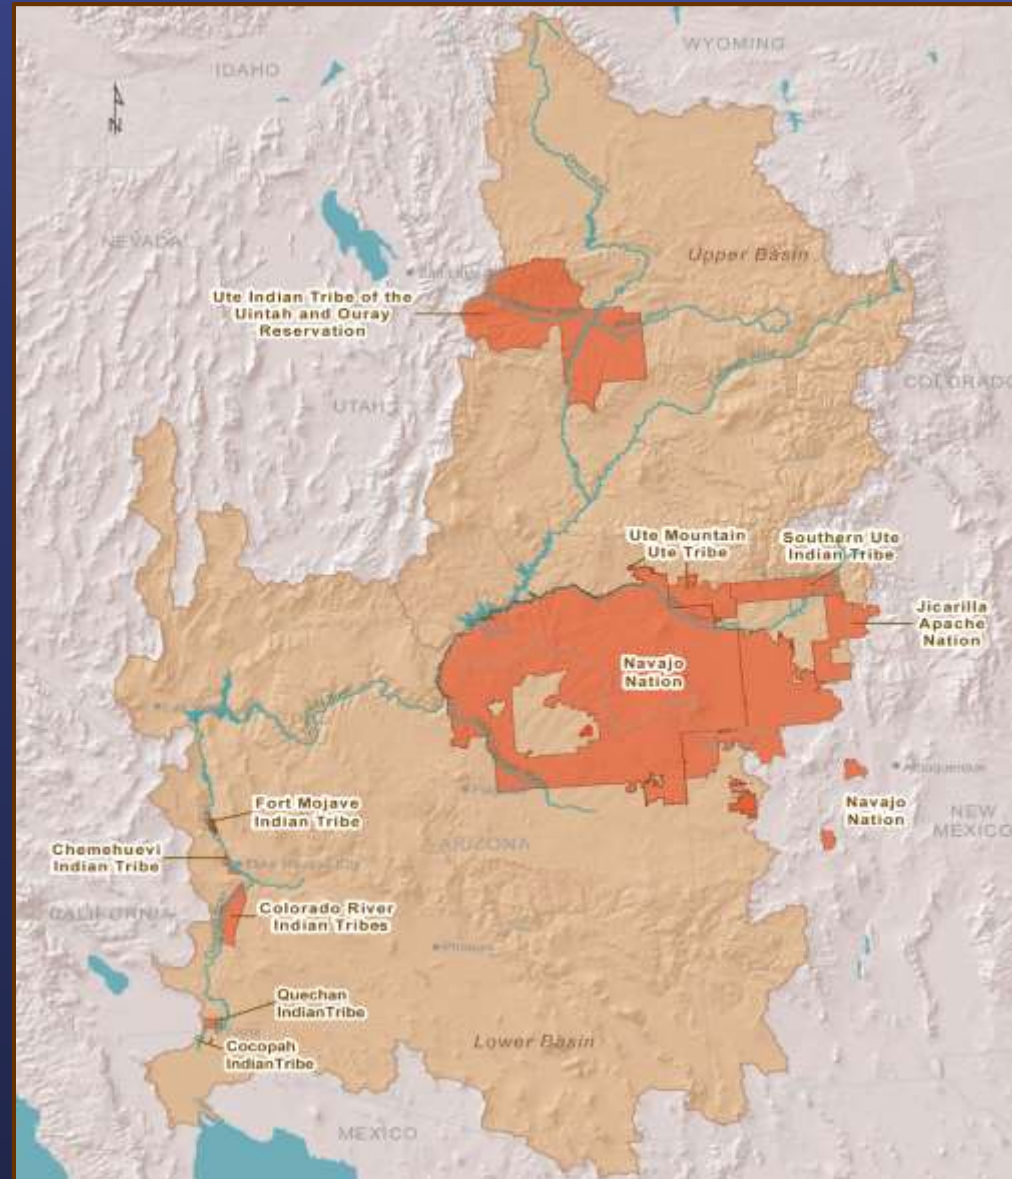 WYOMING
IDAHO
N
NEVADA
Upper Basin
Ute Indian Tribe of the
Uintah and Ouray
Reservation
COLORADO
UTAH
Ute Mountain
Ute Tribe
Southern Ute
Indian Tribe
Jicarilla
Apache
Nation
Navajo
Nation
Albuquerque
Fort Mojave
Indian Tribe
Navajo
Nation
NEW
MEXICO
ARIZONA
Chemehuevi
Indian Tribe
CALIFORNIA
Colorado River
Indian Tribes
Phoenix
Quechan
IndianTribe
Lower Basin
Cocopah
IndianTribe
MEXICO